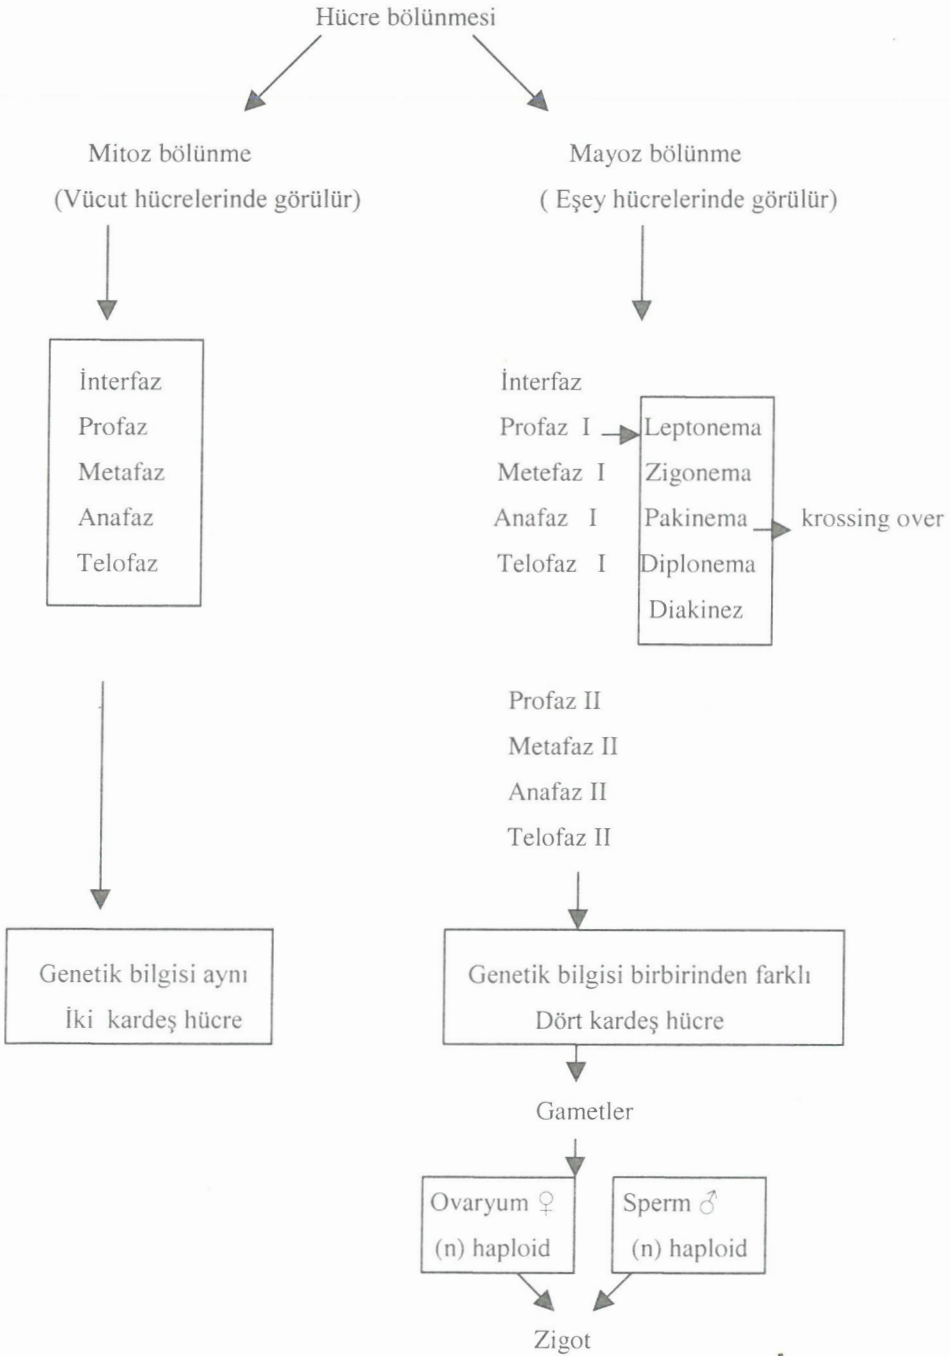 Hücre bölünmesi
Mitoz bölünme
(Vücut hücrelerinde görülür)
Mayoz bölünme
( Eşey hücrelerinde görülür)
İnterfaz
Profaz
Metafaz
Anafaz
Telofaz
İnterfaz
Profaz I
Metefaz I
Anafaz I
Telofaz I
Leptonema
Zigonema
Pakinema
Diplonema
Diakinez
krossing over
Profaz II
Metafaz II
Anafaz II
Telofaz II
Genetik bilgisi aynı
İki kardeş hücre
Genetik bilgisi birbirinden farklı
Dört kardeş hücre
Gametler
Ovaryum ♀
(n) haploid
Sperm ♂
(n) haploid
Zigot